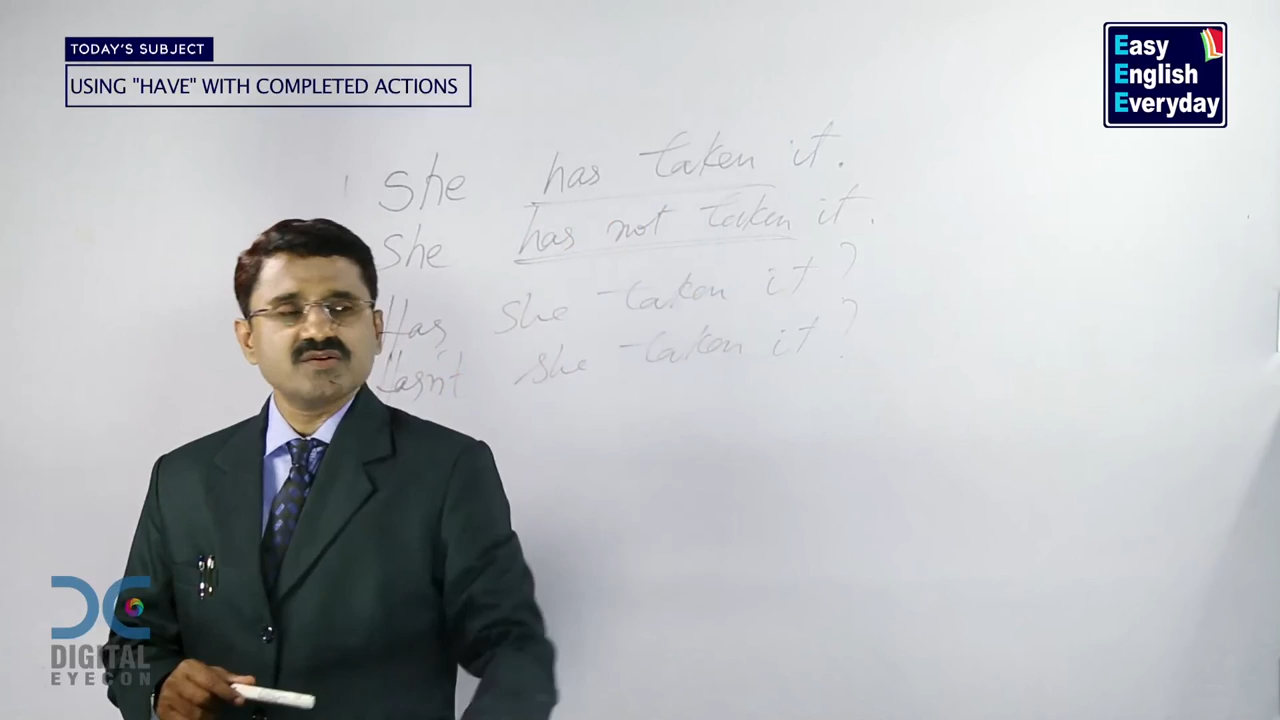 TODAY'S SUBJECT
USING "HAVE" WITH COMPLETED ACTIONS
Easy
English
Everyday
She has taken it.
She has not taken it.
Has she taken it?
Hasn't she taken it?
DIGITAL
EYECON